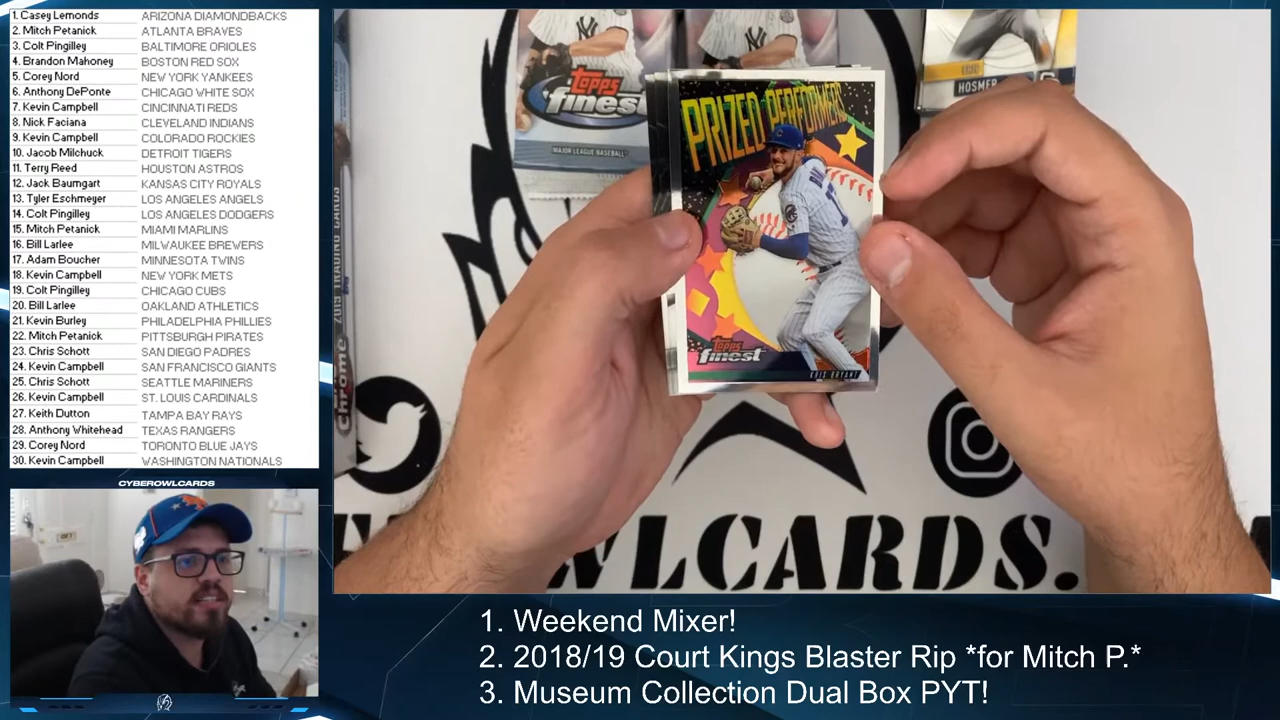 1. Casey Lemonds ARIZONA DIAMONDBACKS
2. Mitch Petanick ATLANTA BRAVES
3. Colt Pingilley BALTIMORE ORIOLES
4. Brandon Mahoney BOSTON RED SOX
5. Corey Nord NEW YORK YANKEES
6. Anthony DePonte CHICAGO WHITE SOX
7. Kevin Campbell CINCINNATI REDS
8. Nick Faciana CLEVELAND INDIANS
9. Kevin Campbell COLORADO ROCKIES
10. Jacob Milchuck DETROIT TIGERS
11. Terry Reed HOUSTON ASTROS
12. Jack Baumgart KANSAS CITY ROYALS
13. Tyler Eschmeyer LOS ANGELES ANGELS
14. Colt Pingilley LOS ANGELES DODGERS
15. Mitch Petanick MIAMI MARLINS
16. Bill Larlee MILWAUKEE BREWERS
17. Adam Boucher MINNESOTA TWINS
18. Kevin Campbell NEW YORK METS
19. Colt Pingilley CHICAGO CUBS
20. Bill Larlee OAKLAND ATHLETICS
21. Kevin Burley PHILADELPHIA PHILLIES
22. Mitch Petanick PITTSBURGH PIRATES
23. Chris Schott SAN DIEGO PADRES
24. Kevin Campbell SAN FRANCISCO GIANTS
25. Chris Schott SEATTLE MARINERS
26. Kevin Campbell ST. LOUIS CARDINALS
27. Keith Dutton TAMPA BAY RAYS
28. Anthony Whitehead TEXAS RANGERS
29. Corey Nord TORONTO BLUE JAYS
30. Kevin Campbell WASHINGTON NATIONALS
CYBEROWLCARDS
topps
finest
MAJOR LEAGUE BASEBALL
HOSMER
PRIZED PERFORMERS
17
topps
finest
KRIS BRYANT
2019 TRADING CARDS
Chrome
WLCARDS.
1. Weekend Mixer!
2. 2018/19 Court Kings Blaster Rip *for Mitch P.*
3. Museum Collection Dual Box PYT!